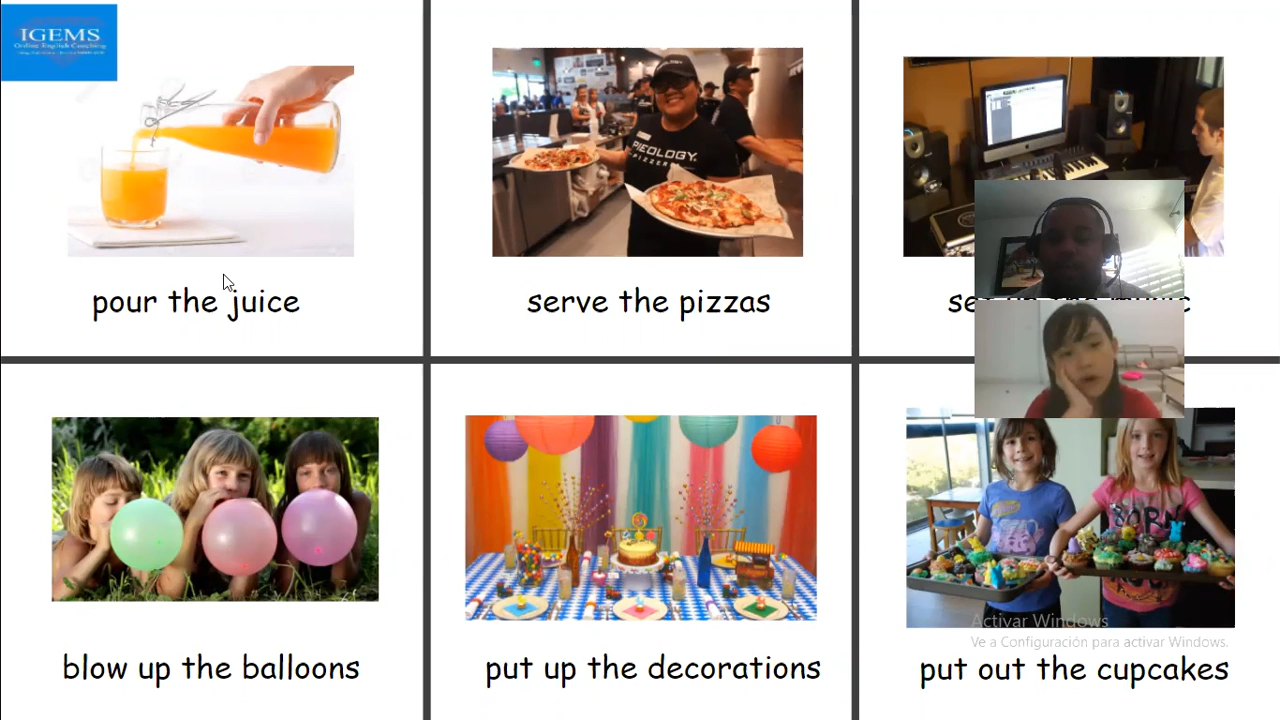 IGEMS
Online English Coaching
PIEOLOGY
PIZZERIA
pour the juice
serve the pizzas
BORN
Activar Windows
Ve a Configuración para activar Windows.
blow up the balloons
put up the decorations
put out the cupcakes